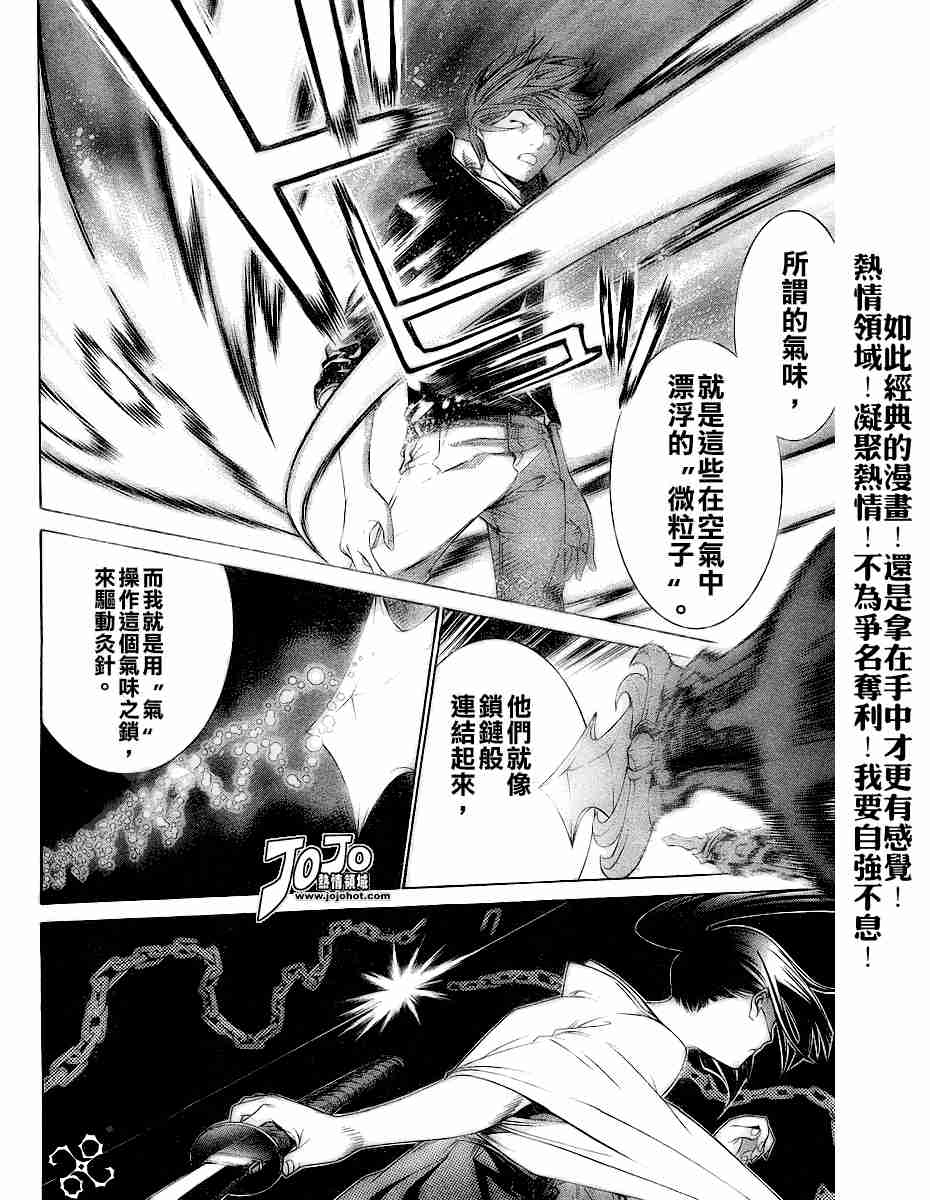 所謂的氣味，
就是這些在空氣中
漂浮的〝微粒子〞。
他們就像
鎖鏈般
連結起來，
而我就是用〝氣〞
操作這個氣味之鎖，
來驅動灸針。
JOJO
熱情領域
www.jojohot.com
如此經典的漫畫！還是拿在手中才更有感覺！
熱情領域！凝聚熱情！不為爭名奪利！我要自強不息！